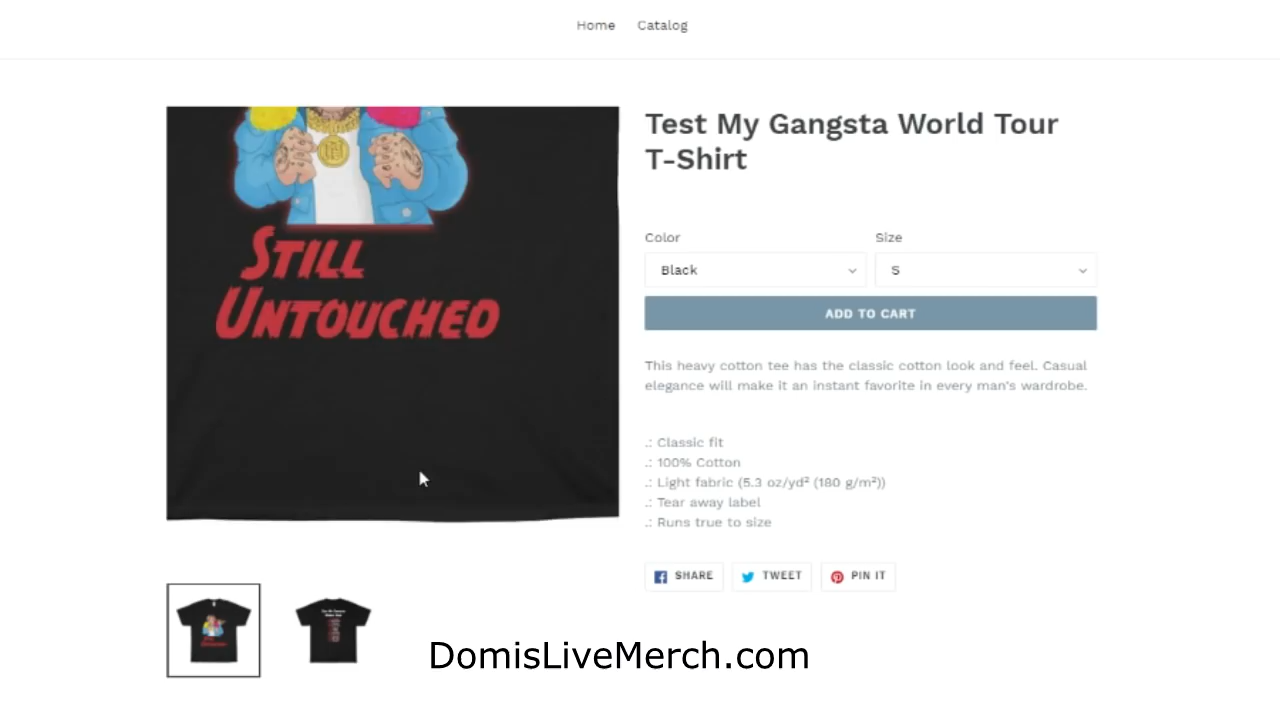 Home Catalog
Test My Gangsta World Tour
T-Shirt
STILL
UNTOUCHED
Color
Size
Black
S
ADD TO CART
This heavy cotton tee has the classic cotton look and feel. Casual
elegance will make it an instant favorite in every man's wardrobe.
.: Classic fit
.: 100% Cotton
.: Light fabric (5.3 oz/yd² (180 g/m²))
.: Tear away label
.: Runs true to size
SHARE
TWEET
PIN IT
DomisLiveMerch.com